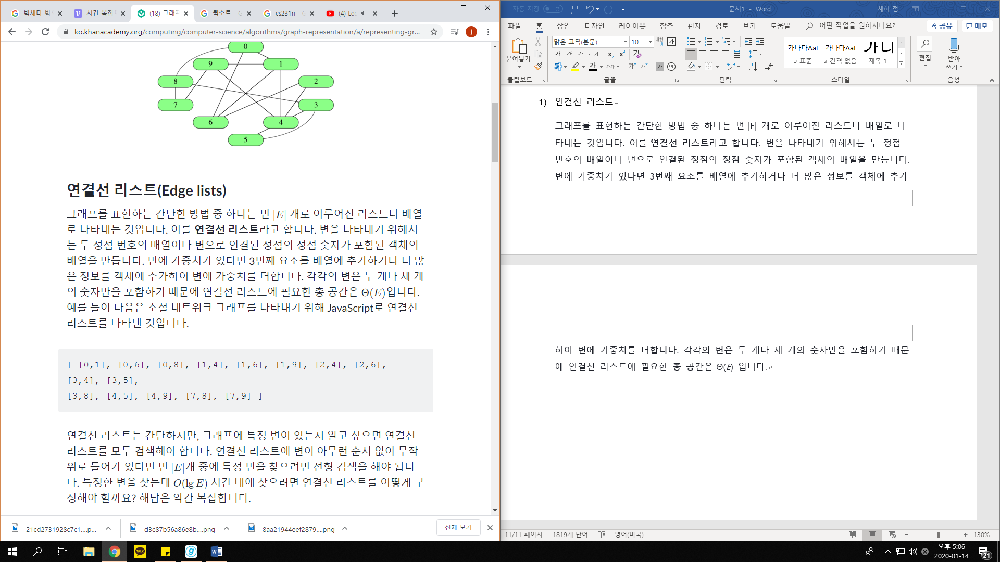 빅세타 빅
시간 복잡
(18) 그래프
퀵소트 - G
cs231n - G
(4) Lec
ko.khanacademy.org/computing/computer-science/algorithms/graph-representation/a/representing-gr...
j
0
9
1
8
2
7
3
6
4
5
연결선 리스트(Edge lists)
그래프를 표현하는 간단한 방법 중 하나는 변 |E| 개로 이루어진 리스트나 배열
로 나타내는 것입니다. 이를 연결선 리스트라고 합니다. 변을 나타내기 위해서
는 두 정점 번호의 배열이나 변으로 연결된 정점의 정점 숫자가 포함된 객체의
배열을 만듭니다. 변에 가중치가 있다면 3번째 요소를 배열에 추가하거나 더 많
은 정보를 객체에 추가하여 변에 가중치를 더합니다. 각각의 변은 두 개나 세 개
의 숫자만을 포함하기 때문에 연결선 리스트에 필요한 총 공간은 Θ(E)입니다.
예를 들어 다음은 소셜 네트워크 그래프를 나타내기 위해 JavaScript로 연결선
리스트를 나타낸 것입니다.
[ [0,1], [0,6], [0,8], [1,4], [1,6], [1,9], [2,4], [2,6],
[3,4], [3,5],
[3,8], [4,5], [4,9], [7,8], [7,9] ]
연결선 리스트는 간단하지만, 그래프에 특정 변이 있는지 알고 싶으면 연결선
리스트를 모두 검색해야 합니다. 연결선 리스트에 변이 아무런 순서 없이 무작
위로 들어가 있다면 변 |E|개 중에 특정 변을 찾으려면 선형 검색을 해야 됩니
다. 특정한 변을 찾는데 O(lg E) 시간 내에 찾으려면 연결선 리스트를 어떻게 구
성해야 할까요? 해답은 약간 복잡합니다.
21cd2731928c7c1....p...
d3c87b56a86e8b....png
8aa21944eef2879....png
전체 보기
자동 저장
문서1 - Word
새하 정
파일 홈 삽입 디자인 레이아웃 참조 편지 검토 보기 도움말 어떤 작업을 원하시나요? 공유 메모
붙여넣기
클립보드
맑은 고딕(본문) 10
글꼴
단락
가나다AaB 가나다AaB 가니
표준 간격 없음 제목 1
스타일
편집
받아
쓰기
음성
1) 연결선 리스트
그래프를 표현하는 간단한 방법 중 하나는 변 |E| 개로 이루어진 리스트나 배열로 나
타내는 것입니다. 이를 연결선 리스트라고 합니다. 변을 나타내기 위해서는 두 정점
번호의 배열이나 변으로 연결된 정점의 정점 숫자가 포함된 객체의 배열을 만듭니다.
변에 가중치가 있다면 3번째 요소를 배열에 추가하거나 더 많은 정보를 객체에 추가
하여 변에 가중치를 더합니다. 각각의 변은 두 개나 세 개의 숫자만을 포함하기 때문
에 연결선 리스트에 필요한 총 공간은 Θ(E) 입니다.
11/11 페이지 1819개 단어 영어(미국) 130%
TALK
오후 5:06
2020-01-14
21